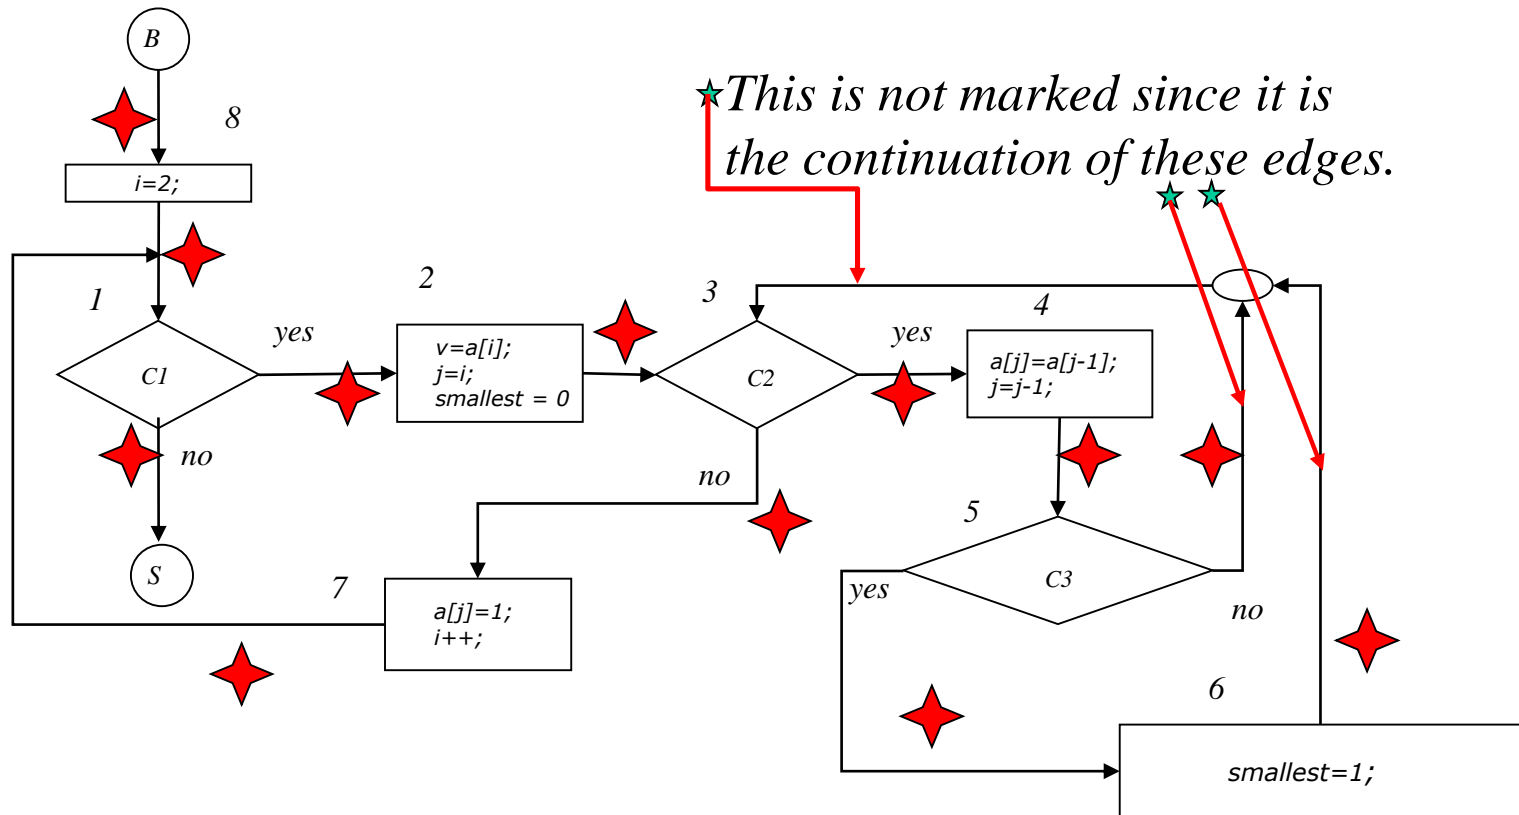 B
8
This is not marked since it is
the continuation of these edges.
i=2;
1
2
3
4
yes
yes
v=a[i];
j=i;
smallest = 0
C1
C2
a[j]=a[j-1];
j=j-1;
no
no
5
S
7
C3
yes
no
a[j]=1;
i++;
6
smallest=1;